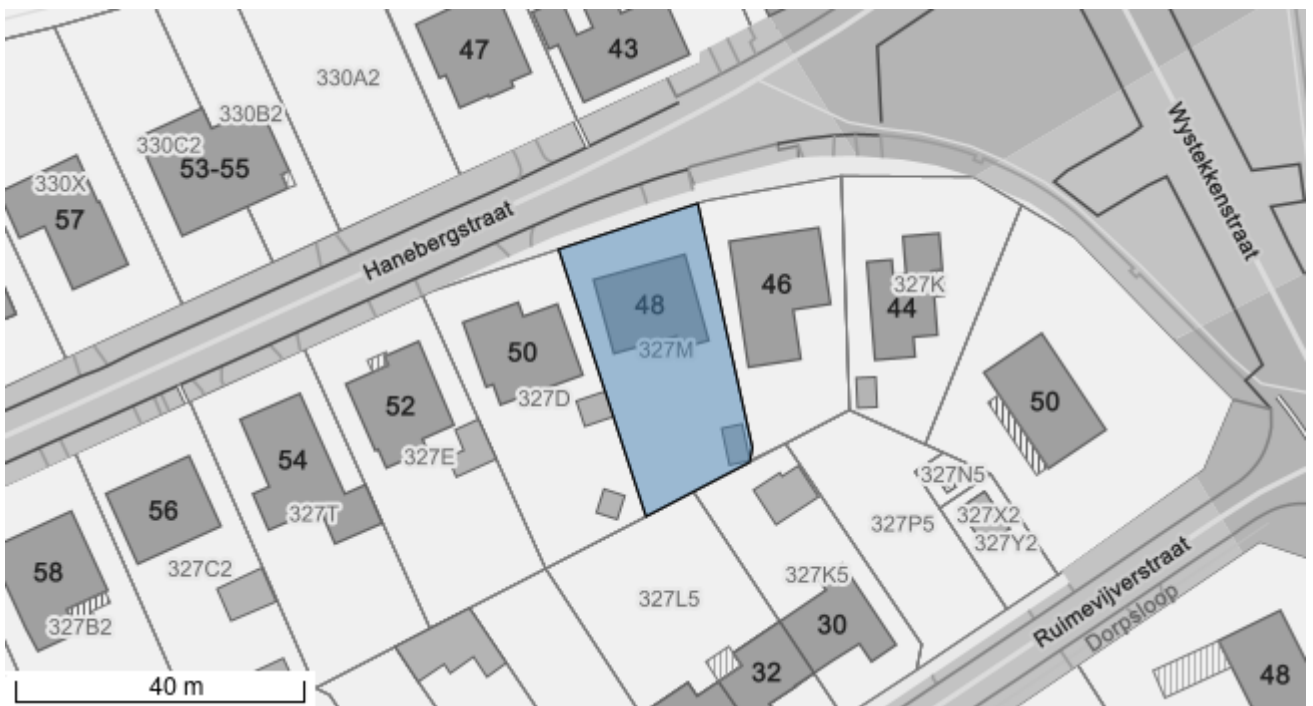 47
43
330A2
330B2
330C2
53-55
330X
57
Hanebergstraat
Wystekkenstraat
48
327M
46
327K
44
50
327D
50
52
327E
54
327T
56
327C2
58
327B2
327N5
327X2
327Y2
327P5
327K5
327L5
30
32
Ruimevijverstraat
Dorpsloop
48
40 m